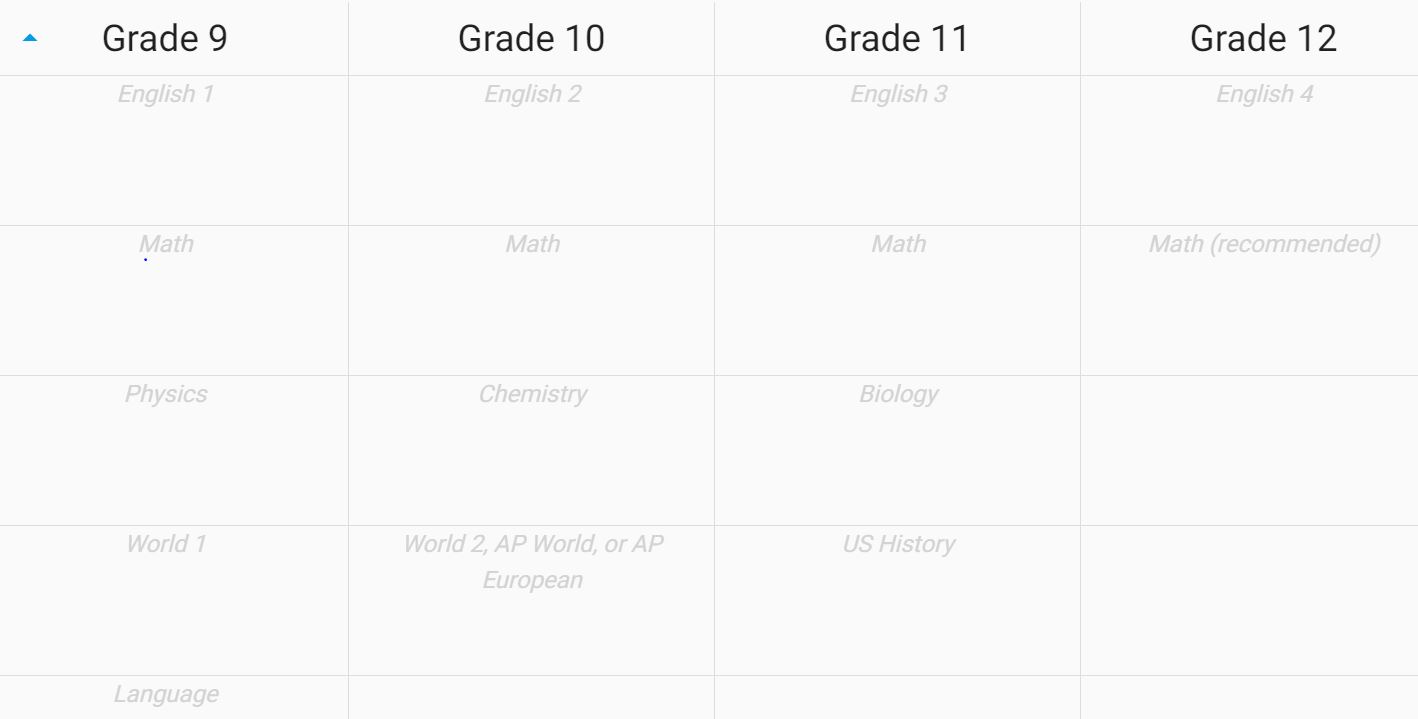 Grade 9 Grade 10 Grade 11 Grade 12
English 1 English 2 English 3 English 4
Math Math Math Math (recommended)
Physics Chemistry Biology
World 1 World 2, AP World, or AP US History
European
Language